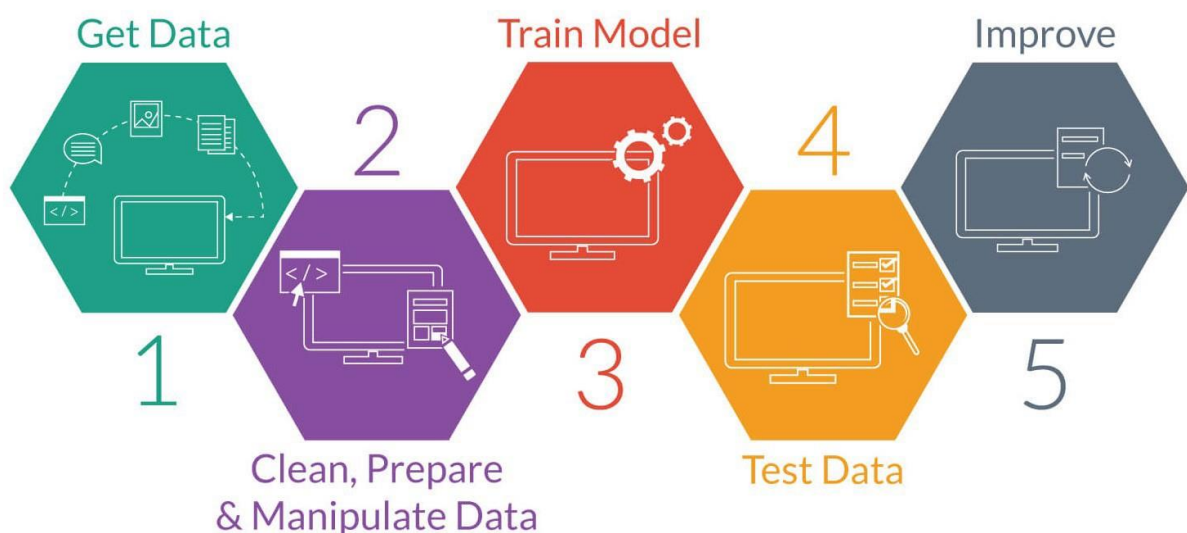 Get Data
1
</>
2
</>
Clean, Prepare
& Manipulate Data
Train Model
3
4
Test Data
Improve
5